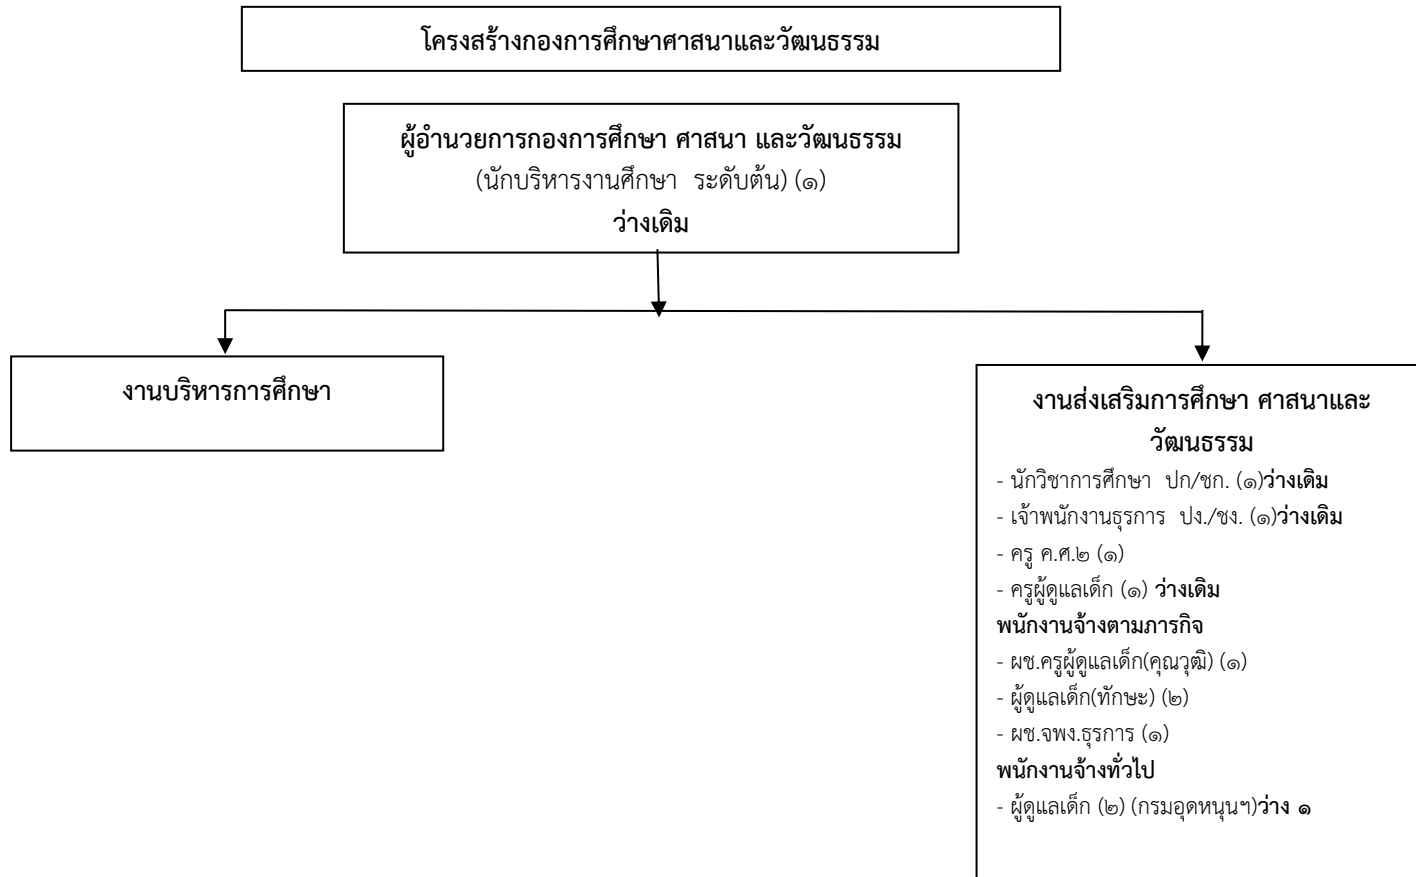 โครงสร้างกองการศึกษาศาสนาและวัฒนธรรม
ผู้อำนวยการกองการศึกษา ศาสนา และวัฒนธรรม
(นักบริหารงานศึกษา ระดับต้น) (๑)
ว่างเดิม
งานบริหารการศึกษา
งานส่งเสริมการศึกษา ศาสนาและ
วัฒนธรรม
- นักวิชาการศึกษา ปก/ชก. (๑)ว่างเดิม
- เจ้าพนักงานธุรการ ปง./ชง. (๑)ว่างเดิม
- ครู ค.ศ.๒ (๑)
- ครูผู้ดูแลเด็ก (๑) ว่างเดิม
พนักงานจ้างตามภารกิจ
- ผช.ครูผู้ดูแลเด็ก(คุณวุฒิ) (๑)
- ผู้ดูแลเด็ก(ทักษะ) (๒)
- ผช.จพง.ธุรการ (๑)
พนักงานจ้างทั่วไป
- ผู้ดูแลเด็ก (๒) (กรมอุดหนุนฯ)ว่าง ๑